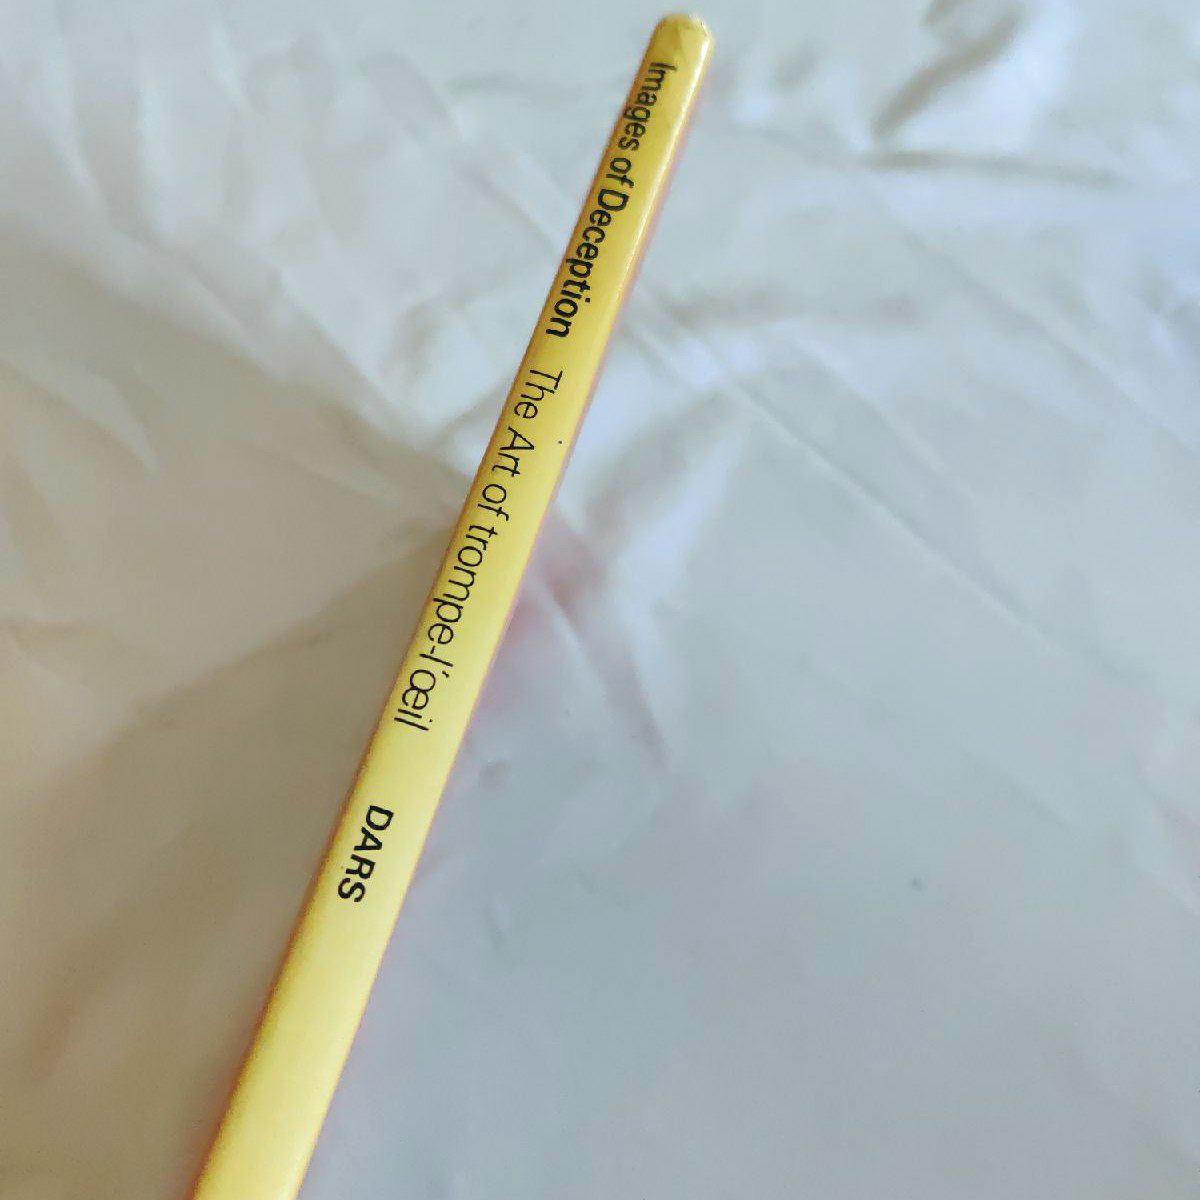 Images of Deception The Art of trompe-l'œil DARS